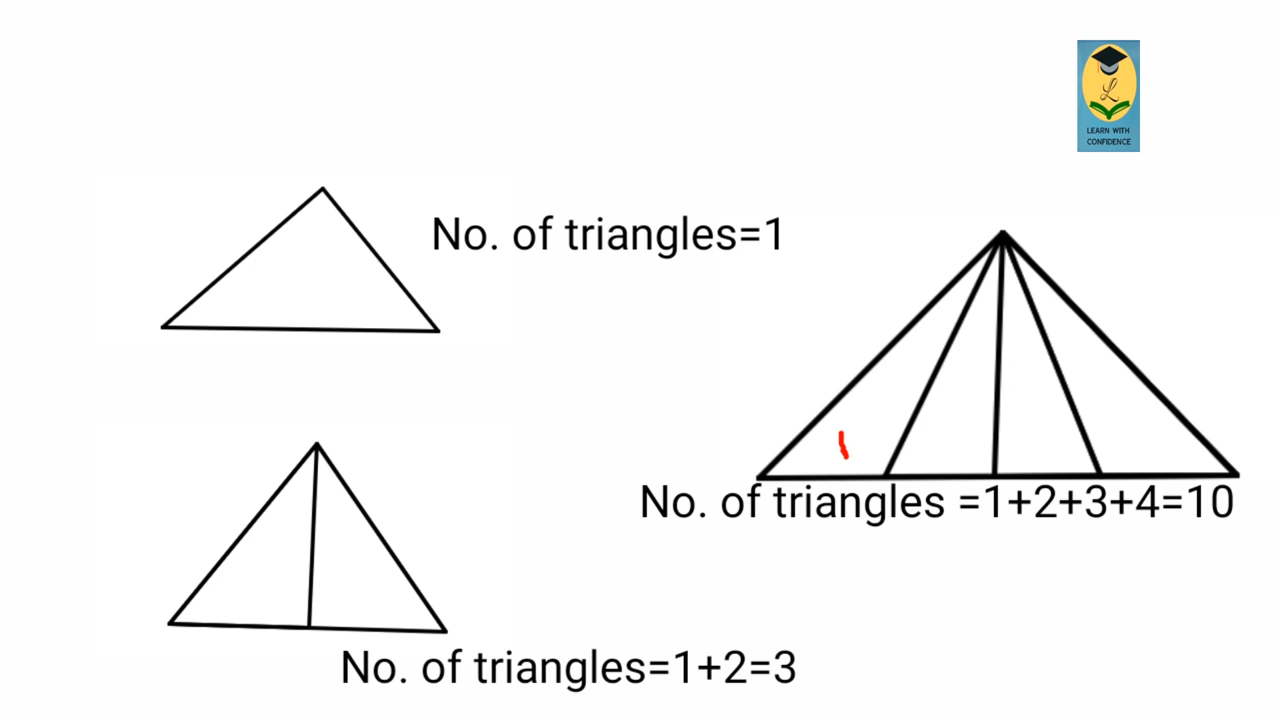 LEARN WITH
CONFIDENCE
No. of triangles=1
No. of triangles =1+2+3+4=10
No. of triangles=1+2=3